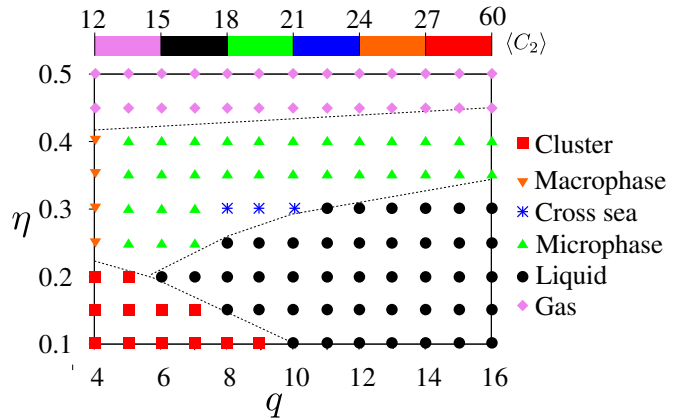 12 15 18 21 24 27 60
⟨C₂⟩
0.5
0.4
0.3
0.2
0.1
η
4 6 8 10 12 14 16
q
Cluster
Macrophase
Cross sea
Microphase
Liquid
Gas